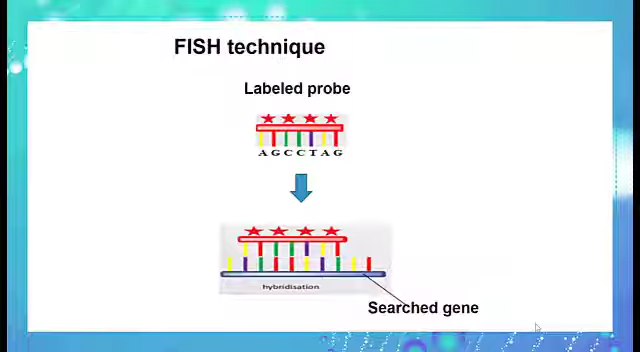 FISH technique
Labeled probe
AGCCTAG
hybridisation
Searched gene